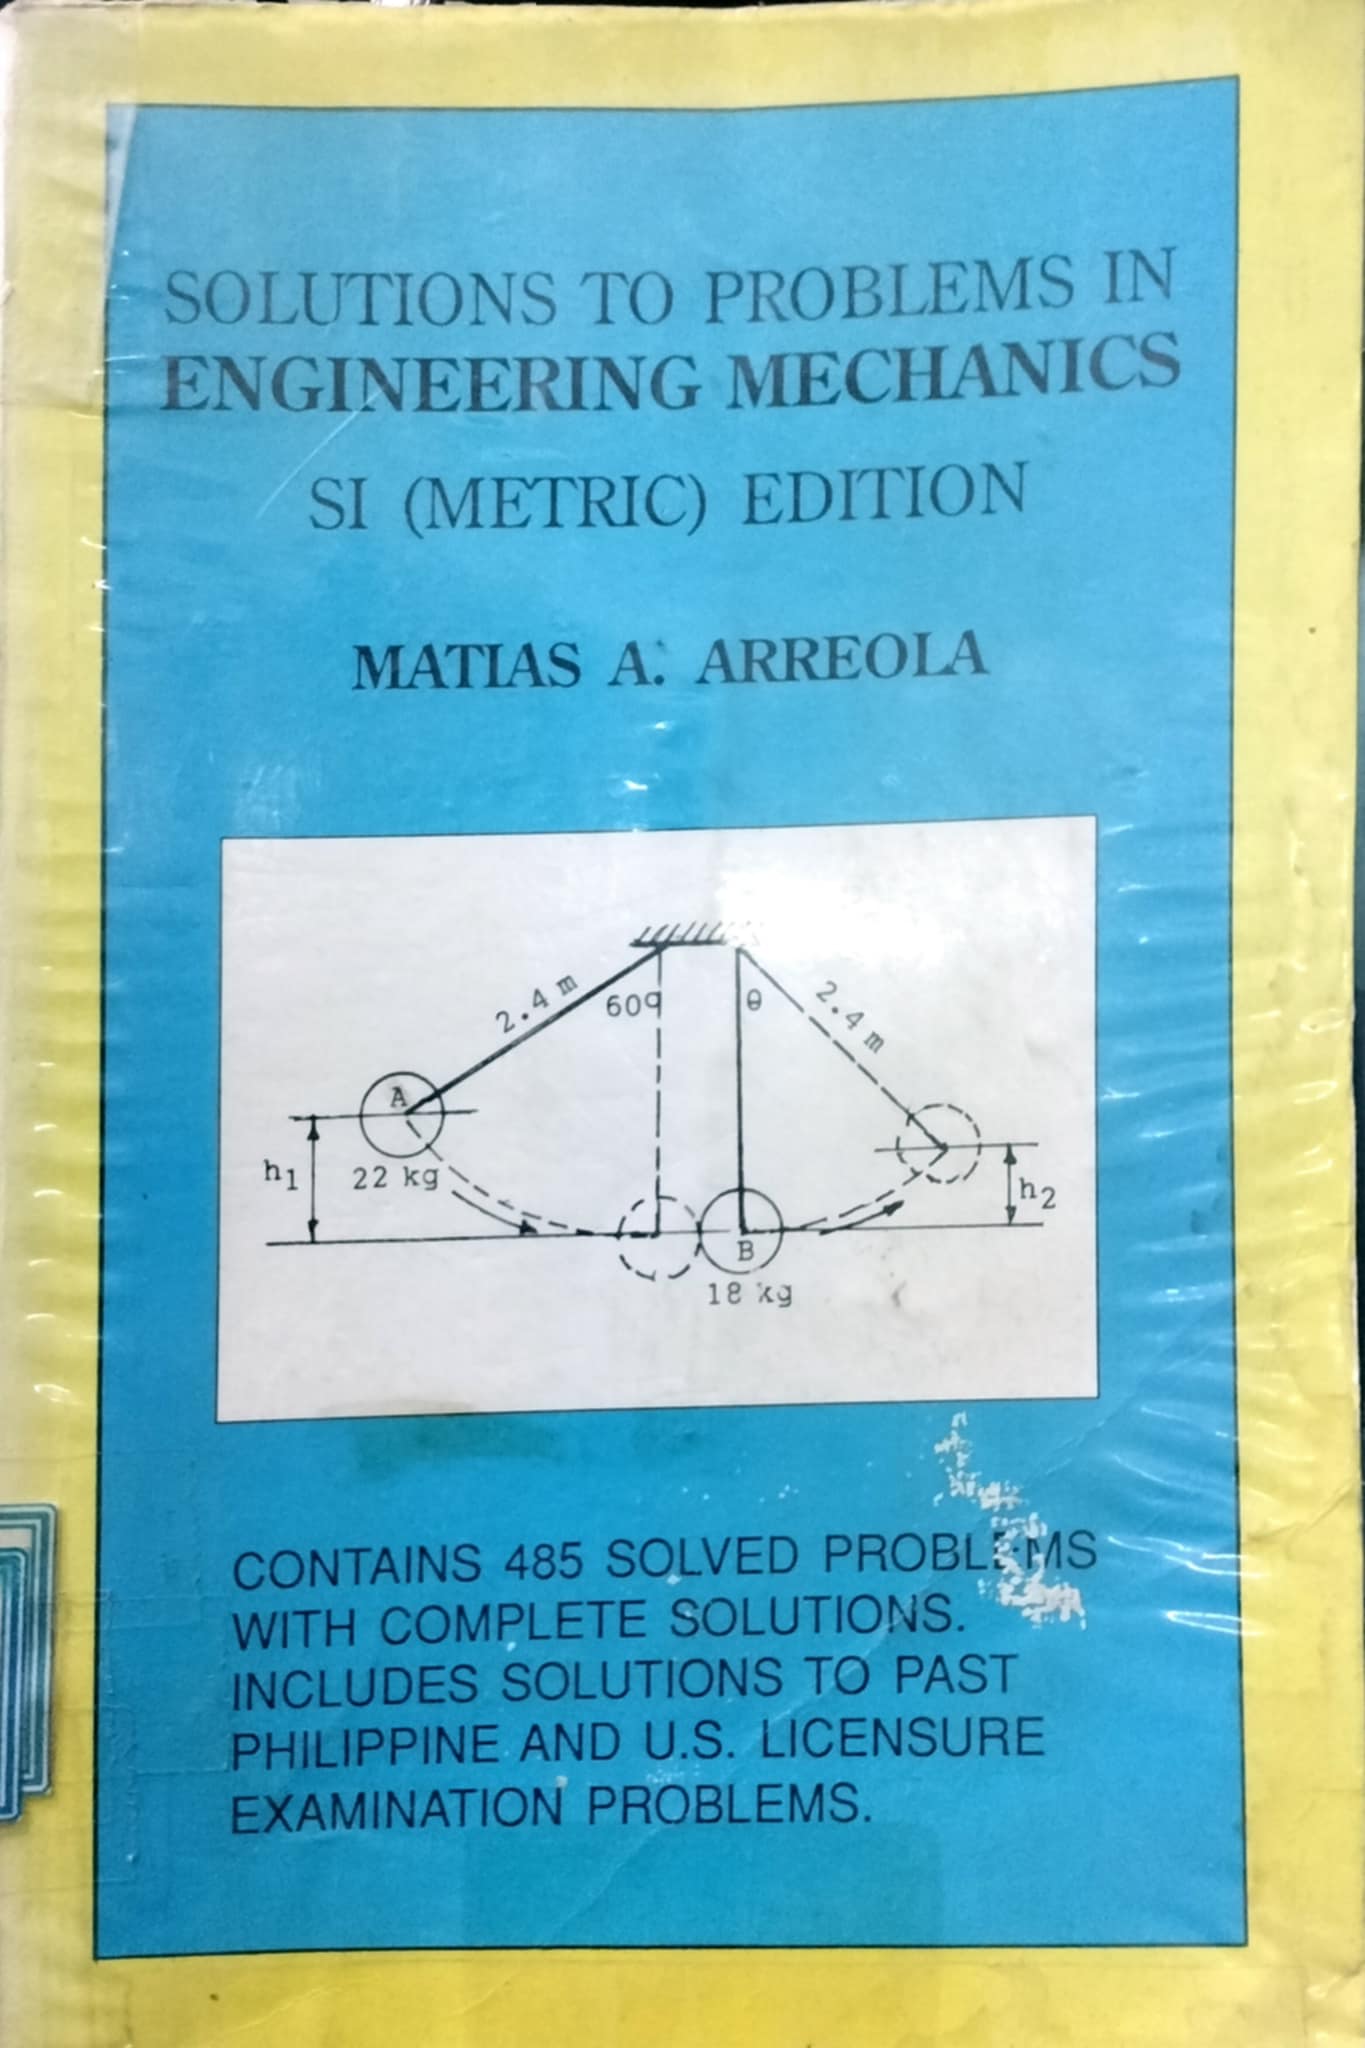 SOLUTIONS TO PROBLEMS IN
ENGINEERING MECHANICS
SI (METRIC) EDITION
MATIAS A. ARREOLA
2.4 m
60°
θ
2.4 m
A
h1
22 kg
h2
B
18 kg
CONTAINS 485 SOLVED PROBLEMS
WITH COMPLETE SOLUTIONS.
INCLUDES SOLUTIONS TO PAST
PHILIPPINE AND U.S. LICENSURE
EXAMINATION PROBLEMS.